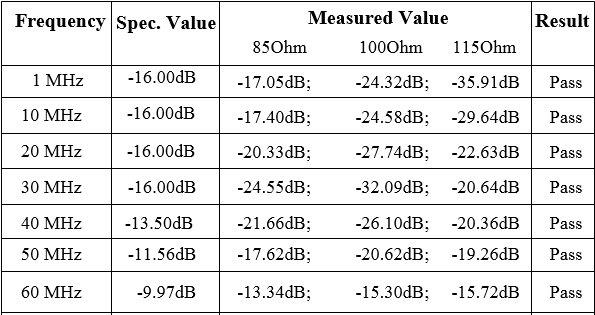 Frequency Spec. Value Measured Value Result
85Ohm 100Ohm 115Ohm
1 MHz -16.00dB -17.05dB; -24.32dB; -35.91dB Pass
10 MHz -16.00dB -17.40dB; -24.58dB; -29.64dB Pass
20 MHz -16.00dB -20.33dB; -27.74dB; -22.63dB Pass
30 MHz -16.00dB -24.55dB; -32.09dB; -20.64dB Pass
40 MHz -13.50dB -21.66dB; -26.10dB; -20.36dB Pass
50 MHz -11.56dB -17.62dB; -20.62dB; -19.26dB Pass
60 MHz -9.97dB -13.34dB; -15.30dB; -15.72dB Pass